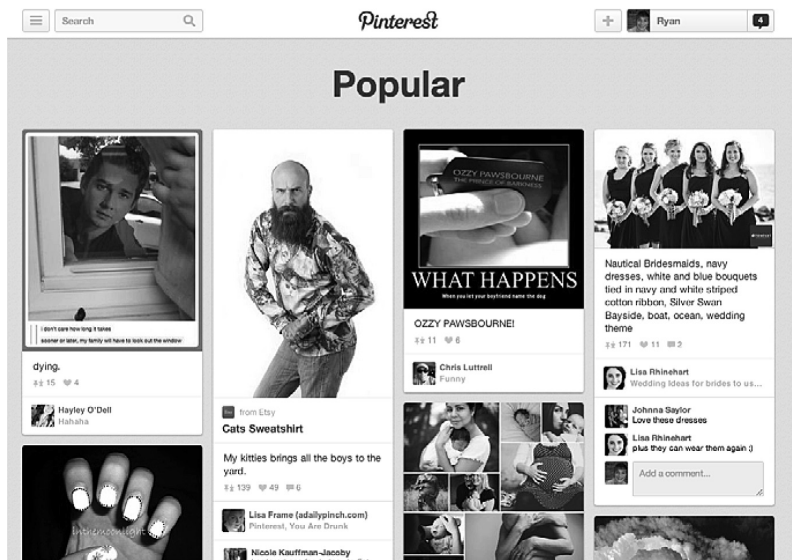 Search
Pinterest
Ryan
4
Popular
i don't care how long it takes
sooner or later, my family will have to look out the window
dying.
15 4
Hayley O'Dell
Hahaha
inthemoonlight
from Etsy
Cats Sweatshirt
My kitties brings all the boys to the
yard.
139 49 6
Lisa Frame (adailypinch.com)
Pinterest, You Are Drunk
Nicole Kauffman-Jacoby
OZZY PAWSBOURNE
THE PRINCE OF BARKNESS
WHAT HAPPENS
When you let your boyfriend name the dog
OZZY PAWSBOURNE!
11 6
Chris Luttrell
Funny
Nautical Bridesmaids, navy
dresses, white and blue bouquets
tied in navy and white striped
cotton ribbon, Silver Swan
Bayside, boat, ocean, wedding
theme
171 11 2
Lisa Rhinehart
Wedding Ideas for brides to us...
Johnna Saylor
Love these dresses
Lisa Rhinehart
plus they can wear them again :)
Add a comment...